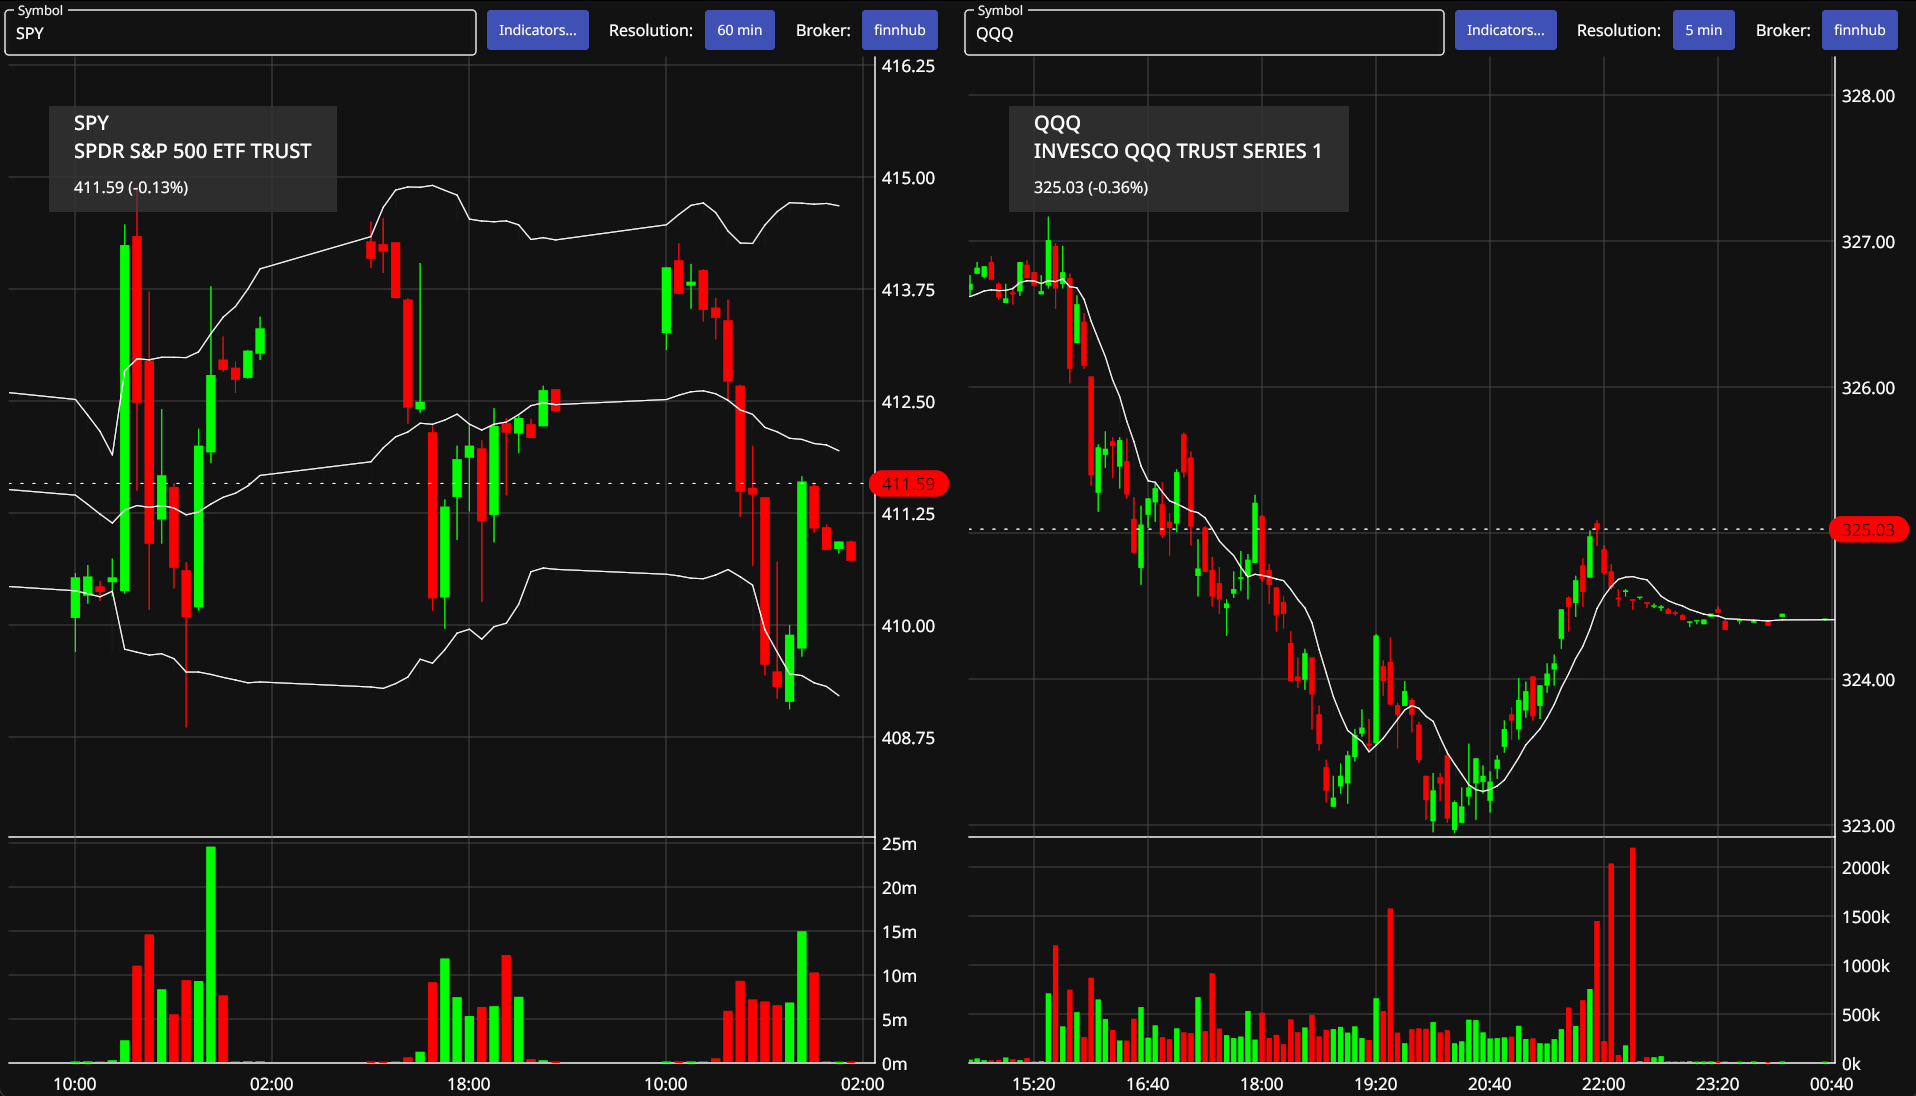 Symbol
SPY
Indicators...
Resolution:
60 min
Broker:
finnhub
SPY
SPDR S&P 500 ETF TRUST
411.59 (-0.13%)
416.25
415.00
413.75
412.50
411.59
411.25
410.00
408.75
25m
20m
15m
10m
5m
0m
10:00
02:00
18:00
10:00
02:00
Symbol
QQQ
Indicators...
Resolution:
5 min
Broker:
finnhub
QQQ
INVESCO QQQ TRUST SERIES 1
325.03 (-0.36%)
328.00
327.00
326.00
325.03
324.00
323.00
2000k
1500k
1000k
500k
0k
15:20
16:40
18:00
19:20
20:40
22:00
23:20
00:40